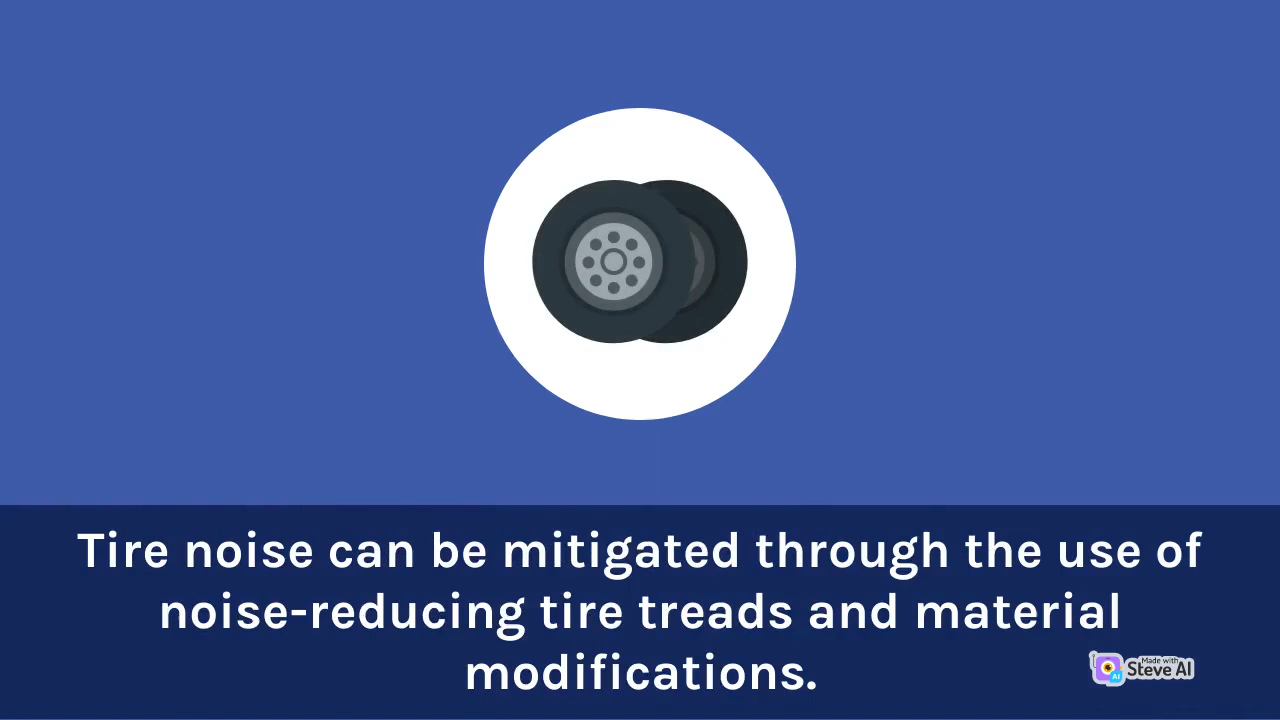 Tire noise can be mitigated through the use of
noise-reducing tire treads and material
modifications.
Made with
Steve AI
AI